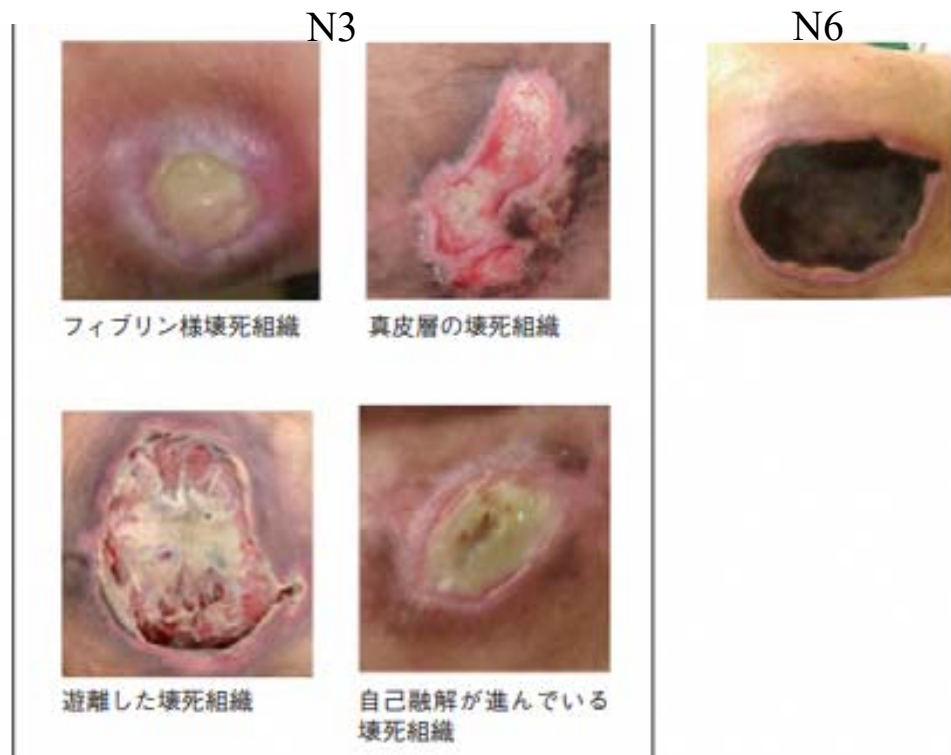 N3
N6
フィブリン様壊死組織
真皮層の壊死組織
遊離した壊死組織
自己融解が進んでいる
壊死組織